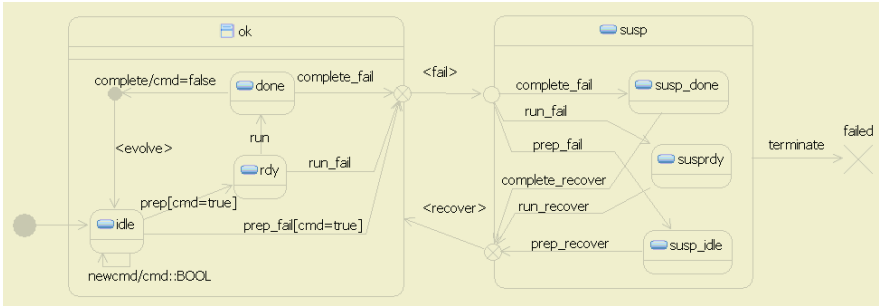 ok
susp
complete/cmd=false
done
complete_fail
<fail>
complete_fail
susp_done
run_fail
run
<evolve>
prep_fail
terminate
failed
rdy
run_fail
susprdy
complete_recover
prep[cmd=true]
<recover>
run_recover
idle
prep_fail[cmd=true]
prep_recover
susp_idle
newcmd/cmd::BOOL